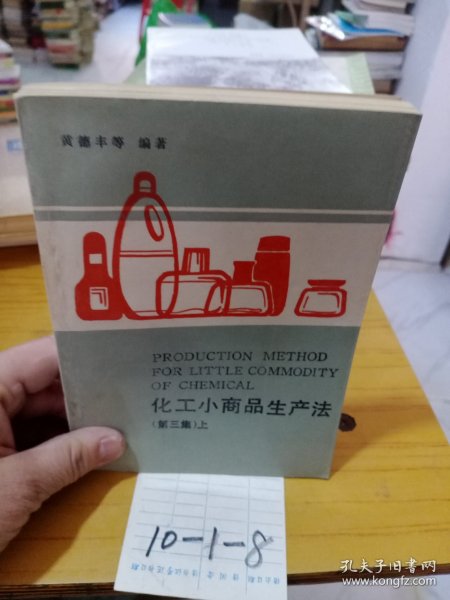 黄德丰等 编著
PRODUCTION METHOD
FOR LITTLE COMMODITY
OF CHEMICAL
化工小商品生产法
(第三集)上
10-1-8
孔夫子旧书网
www.kongfz.com